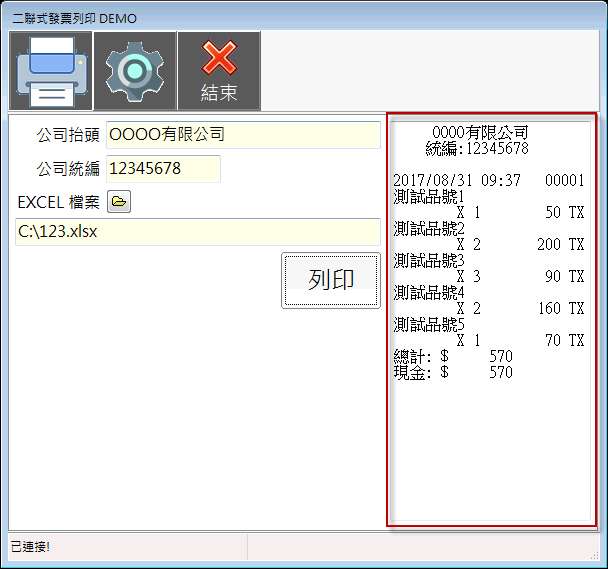 二聯式發票列印 DEMO
結束
公司抬頭 OOOO有限公司
公司統編 12345678
EXCEL 檔案
C:\123.xlsx
列印
OOOO有限公司
統編:12345678
2017/08/31 09:37 00001
測試品號1
X 1 50 TX
測試品號2
X 2 200 TX
測試品號3
X 3 90 TX
測試品號4
X 2 160 TX
測試品號5
X 1 70 TX
總計: $ 570
現金: $ 570
已連接!